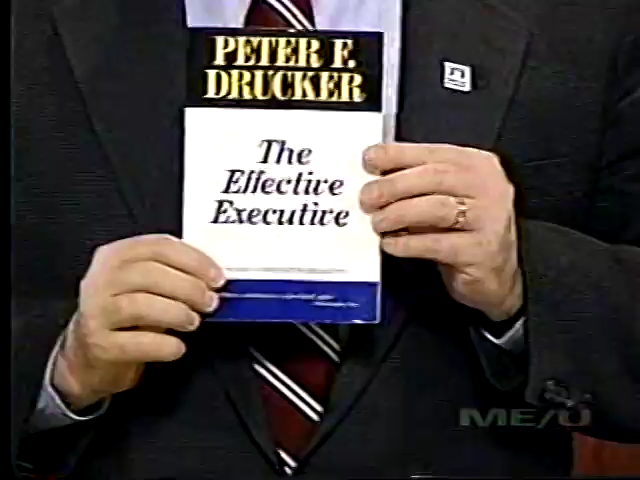 PETER F.
DRUCKER
The
Effective
Executive
ME/U